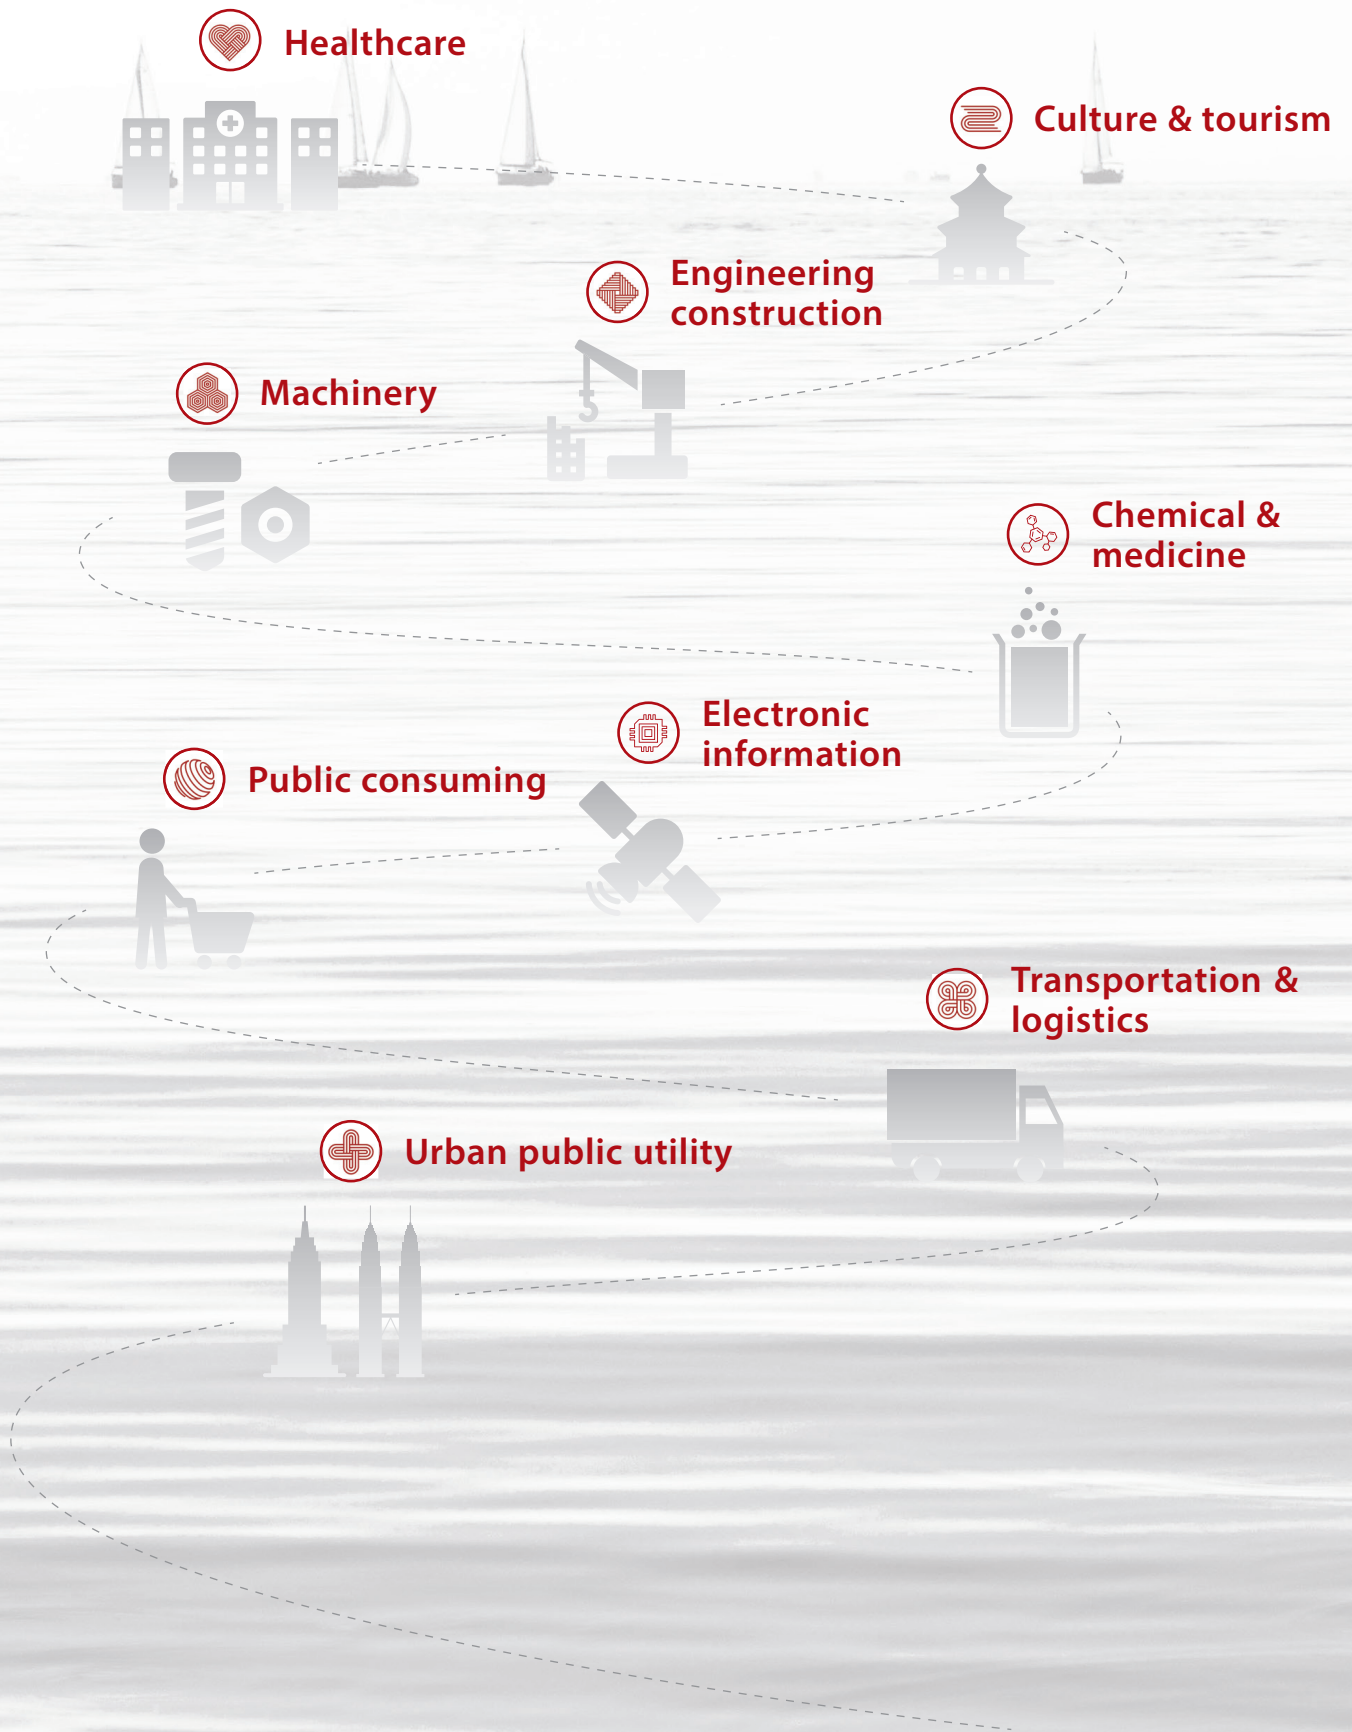 Healthcare
Culture & tourism
Engineering
construction
Machinery
Chemical &
medicine
Electronic
information
Public consuming
Transportation &
logistics
Urban public utility